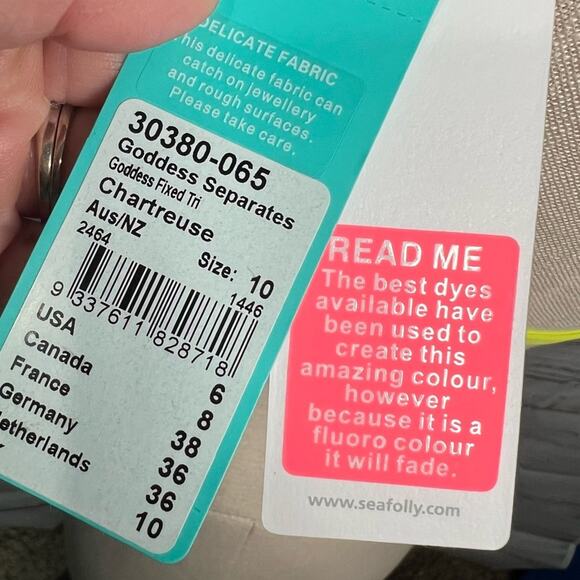 DELICATE FABRIC
This delicate fabric can
catch on jewellery
and rough surfaces.
Please take care.
30380-065
Goddess Separates
Goddess Fixed Tri
Chartreuse
Aus/NZ Size: 10
2464 1446
9 337611 828718
USA 6
Canada 8
France 38
Germany 36
etherlands 36
10
READ ME
The best dyes
available have
been used to
create this
amazing colour,
however
because it is a
fluoro colour
it will fade.
www.seafolly.com